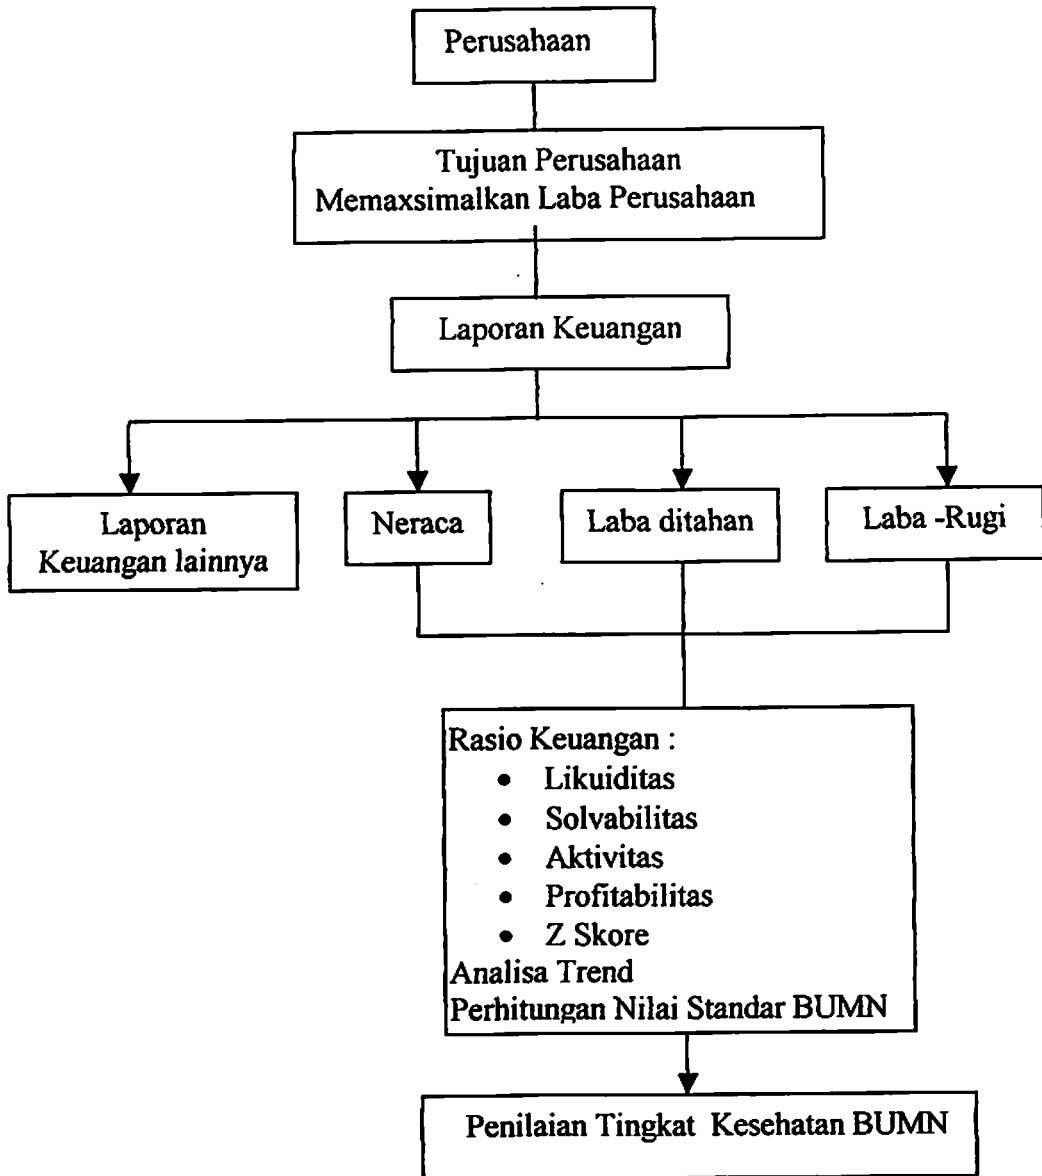 Perusahaan
Tujuan Perusahaan
Memaxsimalkan Laba Perusahaan
Laporan Keuangan
Laporan
Keuangan lainnya
Neraca
Laba ditahan
Laba -Rugi
Rasio Keuangan :
• Likuiditas
• Solvabilitas
• Aktivitas
• Profitabilitas
• Z Skore
Analisa Trend
Perhitungan Nilai Standar BUMN
Penilaian Tingkat Kesehatan BUMN